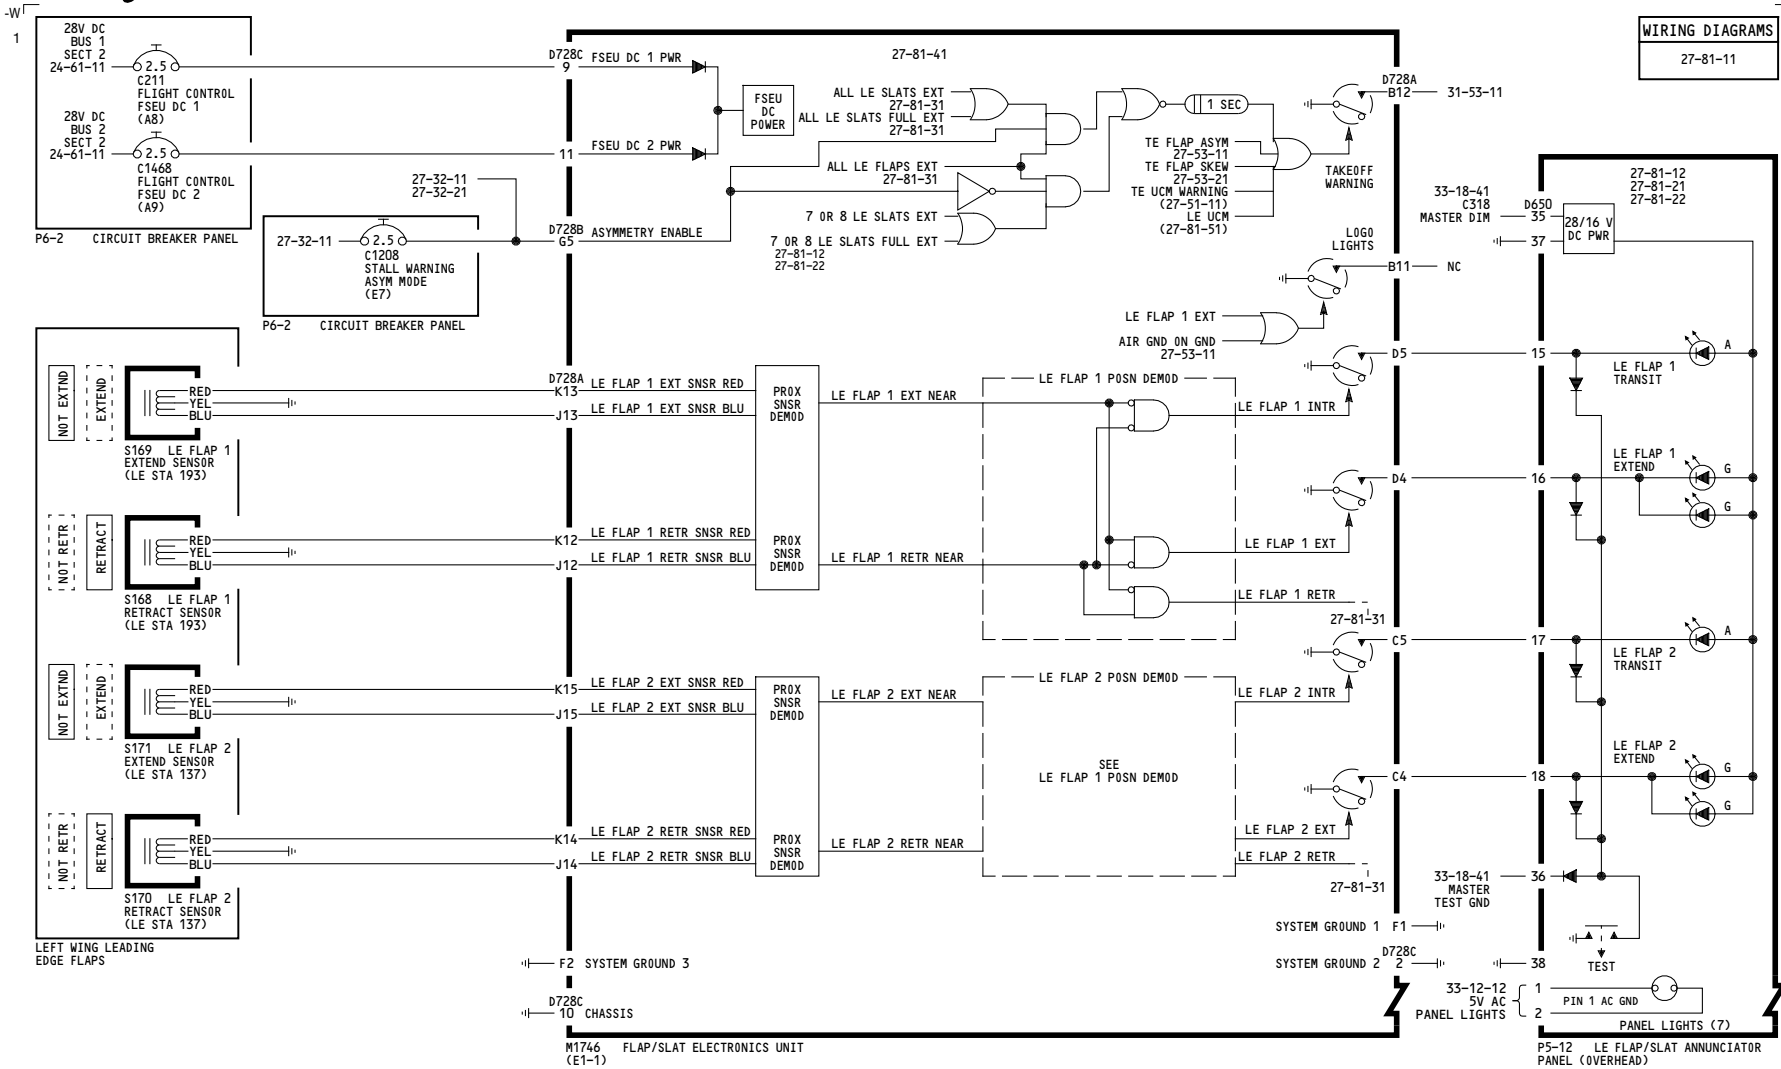 -W
1
28V DC
BUS 1
SECT 2
24-61-11
2.5
C211
FLIGHT CONTROL
FSEU DC 1
(A8)
28V DC
BUS 2
SECT 2
24-61-11
2.5
C1468
FLIGHT CONTROL
FSEU DC 2
(A9)
P6-2 CIRCUIT BREAKER PANEL
27-32-11
27-32-21
27-32-11
2.5
C1208
STALL WARNING
ASYM MODE
(E7)
P6-2 CIRCUIT BREAKER PANEL
D728C
9 FSEU DC 1 PWR
11 FSEU DC 2 PWR
D728B
G5 ASYMMETRY ENABLE
FSEU
DC
POWER
27-81-41
ALL LE SLATS EXT
27-81-31
ALL LE SLATS FULL EXT
27-81-31
ALL LE FLAPS EXT
27-81-31
7 OR 8 LE SLATS EXT
7 OR 8 LE SLATS FULL EXT
27-81-12
27-81-22
1 SEC
TE FLAP ASYM
27-53-11
TE FLAP SKEW
27-53-21
TE UCM WARNING
(27-51-11)
LE UCM
(27-81-51)
TAKEOFF
WARNING
D728A
B12 31-53-11
LOGO
LIGHTS
B11 NC
LE FLAP 1 EXT
AIR GND ON GND
27-53-11
WIRING DIAGRAMS
27-81-11
27-81-12
27-81-21
27-81-22
33-18-41
C318
MASTER DIM
D650
35
37
28/16 V
DC PWR
NOT EXTND
EXTEND
RED
YEL
BLU
S169 LE FLAP 1
EXTEND SENSOR
(LE STA 193)
NOT RETR
RETRACT
RED
YEL
BLU
S168 LE FLAP 1
RETRACT SENSOR
(LE STA 193)
NOT EXTND
EXTEND
RED
YEL
BLU
S171 LE FLAP 2
EXTEND SENSOR
(LE STA 137)
NOT RETR
RETRACT
RED
YEL
BLU
S170 LE FLAP 2
RETRACT SENSOR
(LE STA 137)
LEFT WING LEADING
EDGE FLAPS
D728A
K13 LE FLAP 1 EXT SNSR RED
J13 LE FLAP 1 EXT SNSR BLU
K12 LE FLAP 1 RETR SNSR RED
J12 LE FLAP 1 RETR SNSR BLU
K15 LE FLAP 2 EXT SNSR RED
J15 LE FLAP 2 EXT SNSR BLU
K14 LE FLAP 2 RETR SNSR RED
J14 LE FLAP 2 RETR SNSR BLU
PROX
SNSR
DEMOD
PROX
SNSR
DEMOD
PROX
SNSR
DEMOD
PROX
SNSR
DEMOD
LE FLAP 1 EXT NEAR
LE FLAP 1 RETR NEAR
LE FLAP 2 EXT NEAR
LE FLAP 2 RETR NEAR
LE FLAP 1 POSN DEMOD
LE FLAP 1 INTR
LE FLAP 1 EXT
LE FLAP 1 RETR
27-81-31
LE FLAP 2 POSN DEMOD
SEE
LE FLAP 1 POSN DEMOD
LE FLAP 2 INTR
LE FLAP 2 EXT
LE FLAP 2 RETR
27-81-31
D5 15
LE FLAP 1
TRANSIT
A
D4 16
LE FLAP 1
EXTEND
G
G
C5 17
LE FLAP 2
TRANSIT
A
C4 18
LE FLAP 2
EXTEND
G
G
33-18-41
MASTER
TEST GND
36
TEST
SYSTEM GROUND 1 F1
D728C
SYSTEM GROUND 2 2
38
33-12-12
5V AC
PANEL LIGHTS
1
2
PIN 1 AC GND
PANEL LIGHTS (7)
F2 SYSTEM GROUND 3
D728C
10 CHASSIS
M1746 FLAP/SLAT ELECTRONICS UNIT
(E1-1)
P5-12 LE FLAP/SLAT ANNUNCIATOR
PANEL (OVERHEAD)